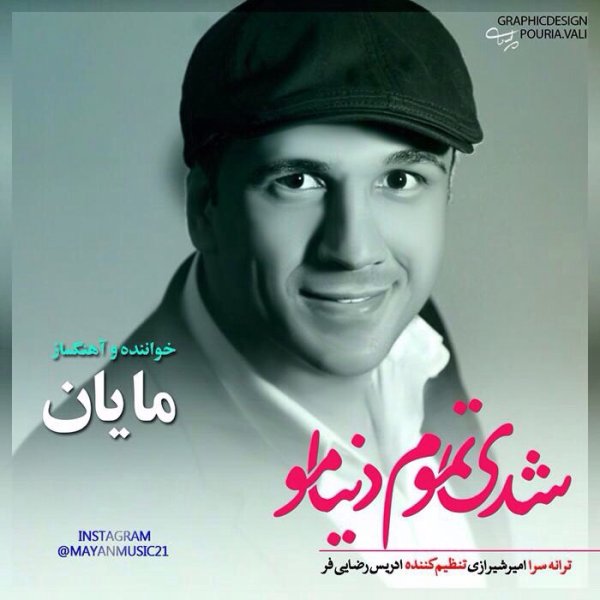 GRAPHICDESIGN
POURIA.VALI
خواننده و آهنگساز
مایان
شدی تموم دنیامو
INSTAGRAM
@MAYANMUSIC21
ترانه سرا امیر شیرازی تنظیم کننده ادریس رضایی فر